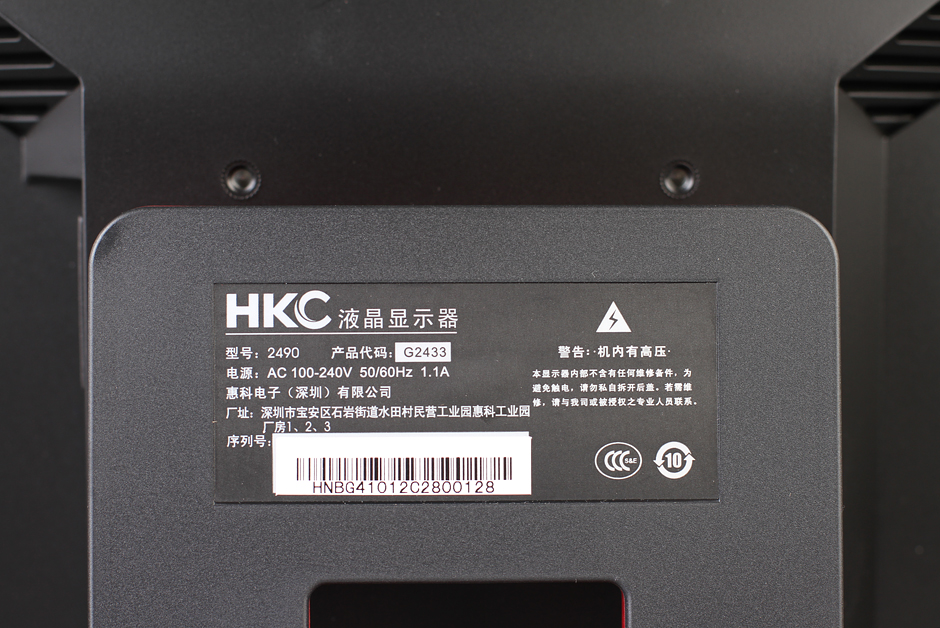 HKC 液晶显示器
型号：2490 产品代码：G2433
电源：AC 100-240V 50/60Hz 1.1A
惠科电子（深圳）有限公司
厂址：深圳市宝安区石岩街道水田村民营工业园惠科工业园
厂房1、2、3
序列号：
HNBG41012C2800128
警告：·机内有高压·
本显示器内部不含有任何维修备件，为
避免触电，请勿私自拆开后盖。若需维
修，请与我司或被授权之专业人员联系。
CCC S&E
10